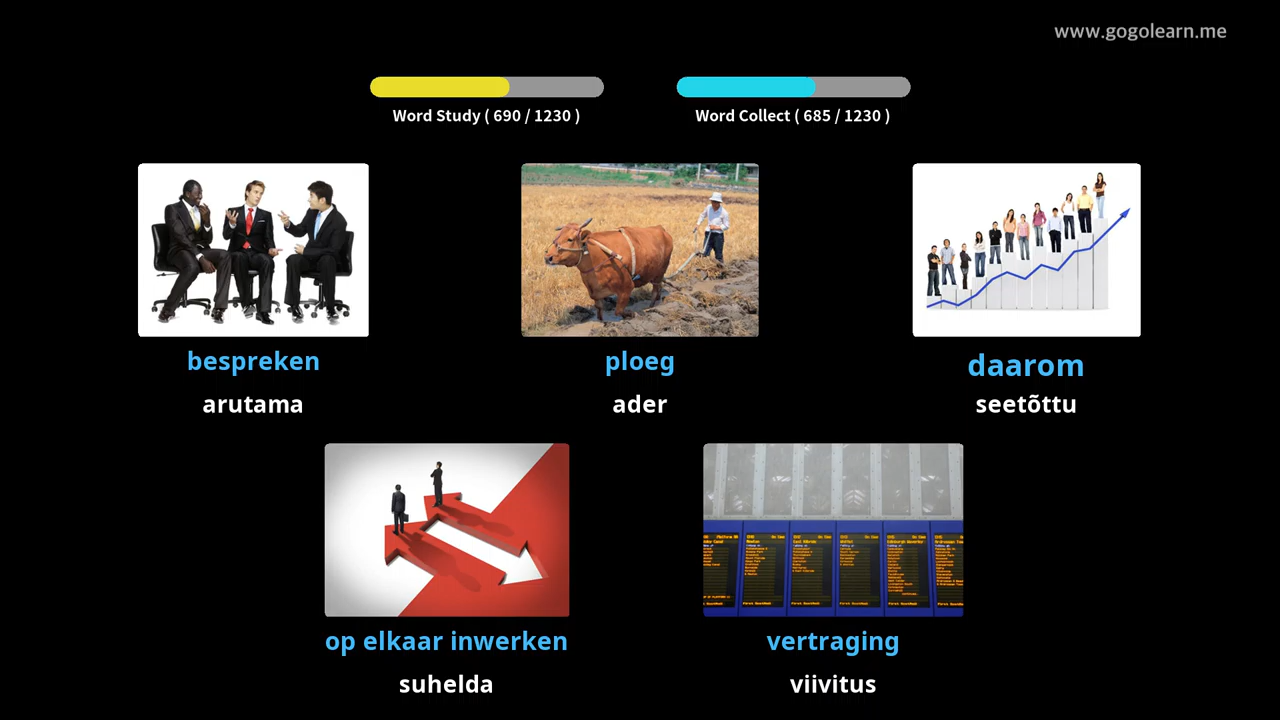 www.gogolearn.me
Word Study ( 690 / 1230 )
Word Collect ( 685 / 1230 )
bespreken
ploeg
daarom
arutama
ader
seetõttu
op elkaar inwerken
vertraging
suhelda
viivitus